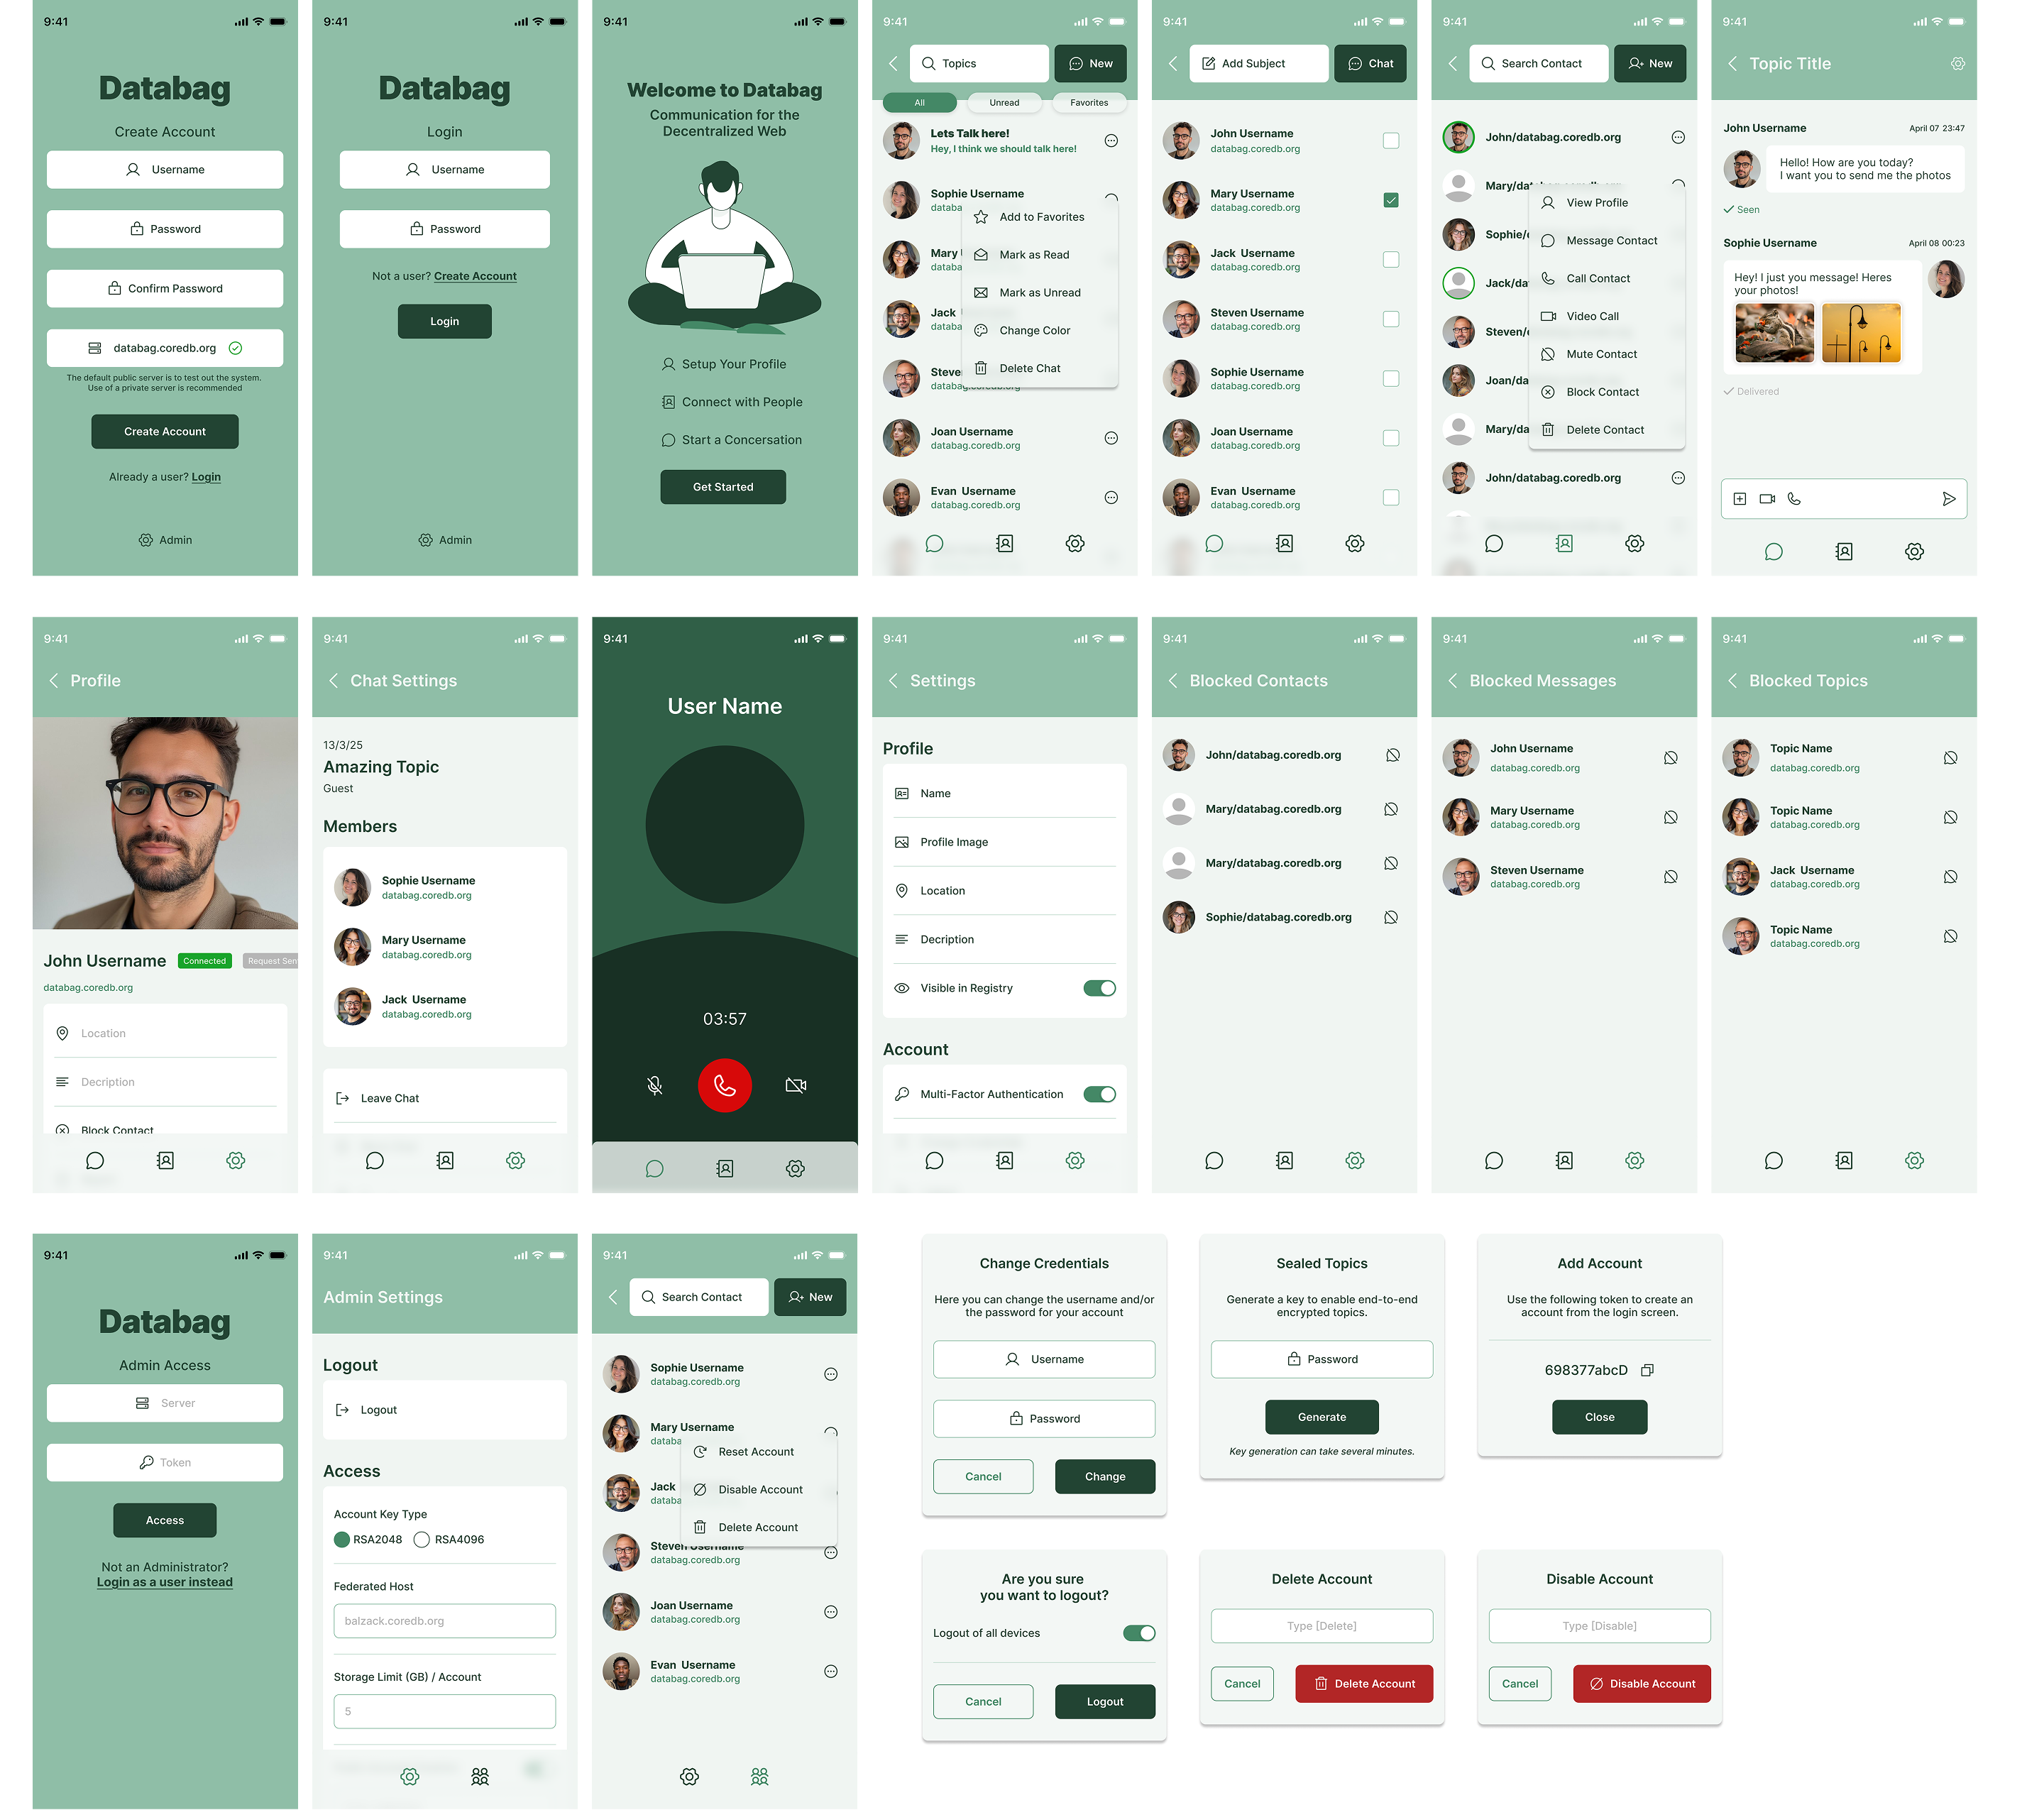 9:41
Databag
Create Account
Username
Password
Confirm Password
databag.coredb.org
The default public server is to test out the system.
Use of a private server is recommended
Create Account
Already a user? Login
Admin
9:41
Databag
Login
Username
Password
Not a user? Create Account
Login
Admin
9:41
Welcome to Databag
Communication for the
Decentralized Web
Setup Your Profile
Connect with People
Start a Concersation
Get Started
9:41
Topics
New
All
Unread
Favorites
Lets Talk here!
Hey, I think we should talk here!
Sophie Username
databa
Add to Favorites
Mary
databa
Mark as Read
Mark as Unread
Jack
databa
Change Color
Steven
databag.coredb.org
Delete Chat
Joan Username
databag.coredb.org
Evan Username
databag.coredb.org
9:41
Add Subject
Chat
John Username
databag.coredb.org
Mary Username
databag.coredb.org
Jack Username
databag.coredb.org
Steven Username
databag.coredb.org
Sophie Username
databag.coredb.org
Joan Username
databag.coredb.org
Evan Username
databag.coredb.org
9:41
Search Contact
New
John/databag.coredb.org
Mary/databag.coredb.org
View Profile
Sophie/
Message Contact
Call Contact
Jack/da
Video Call
Steven/
Mute Contact
Joan/da
Block Contact
Mary/da
Delete Contact
John/databag.coredb.org
9:41
Topic Title
John Username
April 07 23:47
Hello! How are you today?
I want you to send me the photos
Seen
Sophie Username
April 08 00:23
Hey! I just you message! Heres
your photos!
Delivered
9:41
Profile
John Username
Connected
Request Sen
databag.coredb.org
Location
Decription
Block Contact
9:41
Chat Settings
13/3/25
Amazing Topic
Guest
Members
Sophie Username
databag.coredb.org
Mary Username
databag.coredb.org
Jack Username
databag.coredb.org
Leave Chat
9:41
User Name
03:57
9:41
Settings
Profile
Name
Profile Image
Location
Decription
Visible in Registry
Account
Multi-Factor Authentication
9:41
Blocked Contacts
John/databag.coredb.org
Mary/databag.coredb.org
Mary/databag.coredb.org
Sophie/databag.coredb.org
9:41
Blocked Messages
John Username
databag.coredb.org
Mary Username
databag.coredb.org
Steven Username
databag.coredb.org
9:41
Blocked Topics
Topic Name
databag.coredb.org
Topic Name
databag.coredb.org
Jack Username
databag.coredb.org
Topic Name
databag.coredb.org
9:41
Databag
Admin Access
Server
Token
Access
Not an Administrator?
Login as a user instead
9:41
Admin Settings
Logout
Logout
Access
Account Key Type
RSA2048
RSA4096
Federated Host
balzack.coredb.org
Storage Limit (GB) / Account
5
9:41
Search Contact
New
Sophie Username
databag.coredb.org
Mary Username
databa
Reset Account
Jack
databa
Disable Account
Delete Account
Steven Username
databag.coredb.org
Joan Username
databag.coredb.org
Evan Username
databag.coredb.org
Change Credentials
Here you can change the username and/or
the password for your account
Username
Password
Cancel
Change
Sealed Topics
Generate a key to enable end-to-end
encrypted topics.
Password
Generate
Key generation can take several minutes.
Add Account
Use the following token to create an
account from the login screen.
698377abcD
Close
Are you sure
you want to logout?
Logout of all devices
Cancel
Logout
Delete Account
Type [Delete]
Cancel
Delete Account
Disable Account
Type [Disable]
Cancel
Disable Account